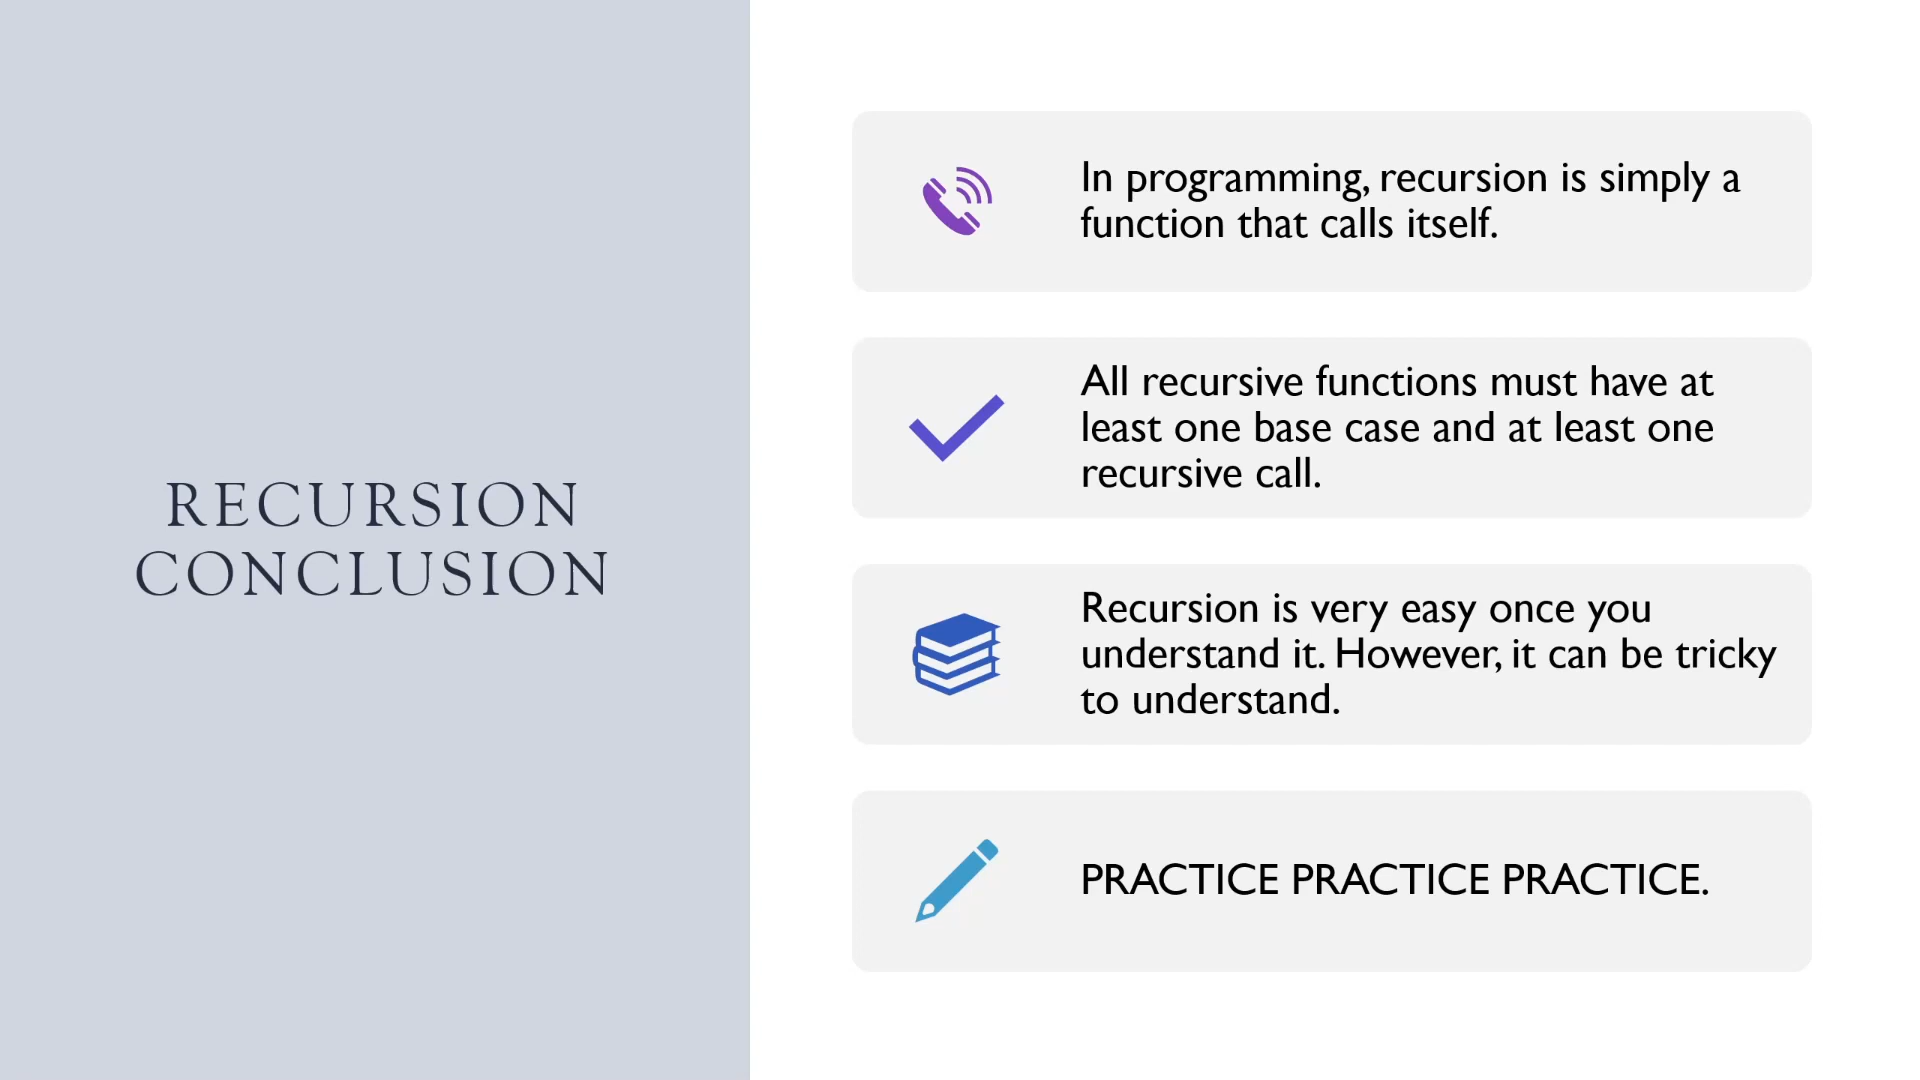 RECURSION
CONCLUSION
In programming, recursion is simply a
function that calls itself.
All recursive functions must have at
least one base case and at least one
recursive call.
Recursion is very easy once you
understand it. However, it can be tricky
to understand.
PRACTICE PRACTICE PRACTICE.